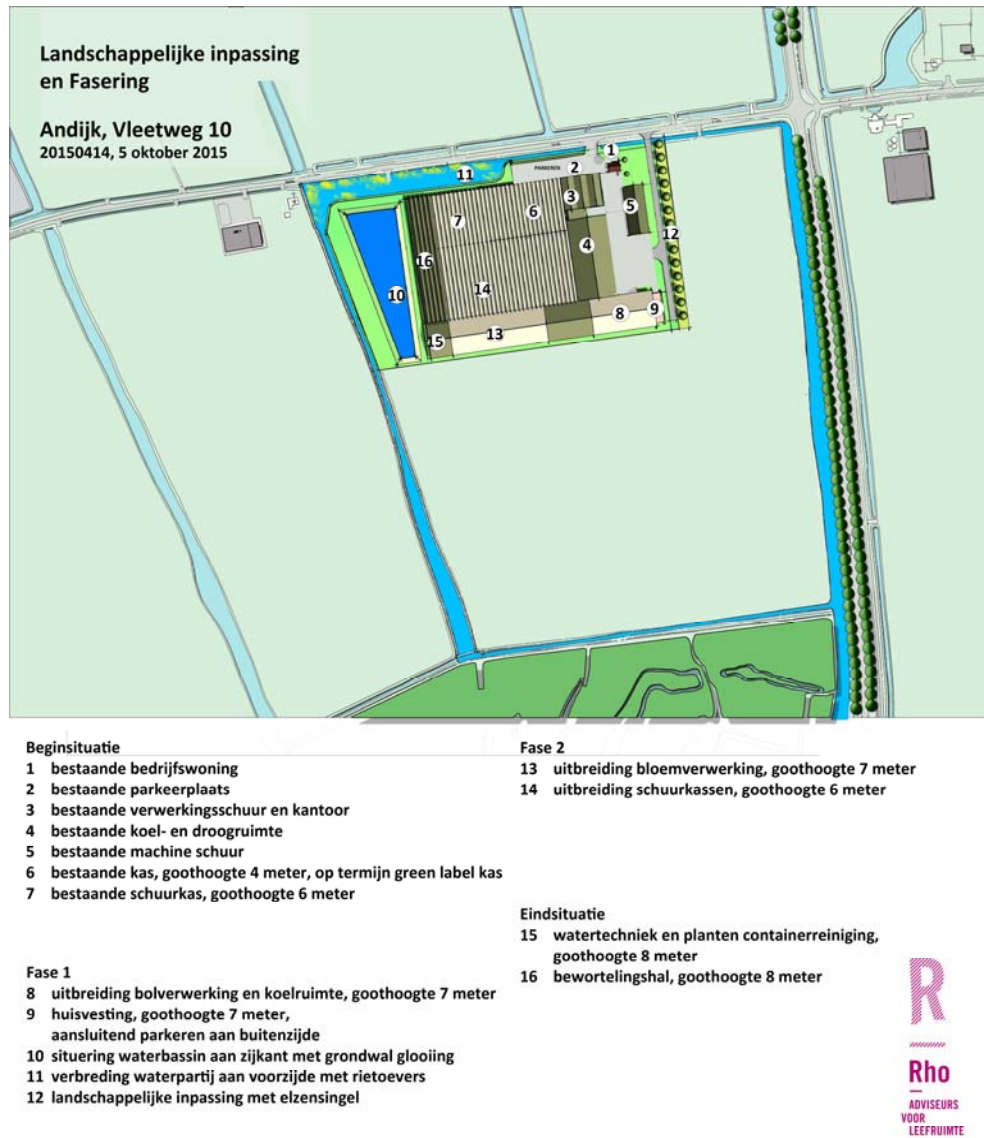 Landschappelijke inpassing
en Fasering
Andijk, Vleetweg 10
20150414, 5 oktober 2015
1
PARKEREN
2
11
3
5
7
6
12
4
16
14
10
9
8
13
15
Beginsituatie
1 bestaande bedrijfswoning
2 bestaande parkeerplaats
3 bestaande verwerkingsschuur en kantoor
4 bestaande koel- en droogruimte
5 bestaande machine schuur
6 bestaande kas, goothoogte 4 meter, op termijn green label kas
7 bestaande schuurkas, goothoogte 6 meter
Fase 1
8 uitbreiding bolverwerking en koelruimte, goothoogte 7 meter
9 huisvesting, goothoogte 7 meter,
aansluitend parkeren aan buitenzijde
10 situering waterbassin aan zijkant met grondwal glooiing
11 verbreding waterpartij aan voorzijde met rietoevers
12 landschappelijke inpassing met elzensingel
Fase 2
13 uitbreiding bloemverwerking, goothoogte 7 meter
14 uitbreiding schuurkassen, goothoogte 6 meter
Eindsituatie
15 watertechniek en planten containerreiniging,
goothoogte 8 meter
16 bewortelingshal, goothoogte 8 meter
R
Rho
ADVISEURS
VOOR
LEEFRUIMTE